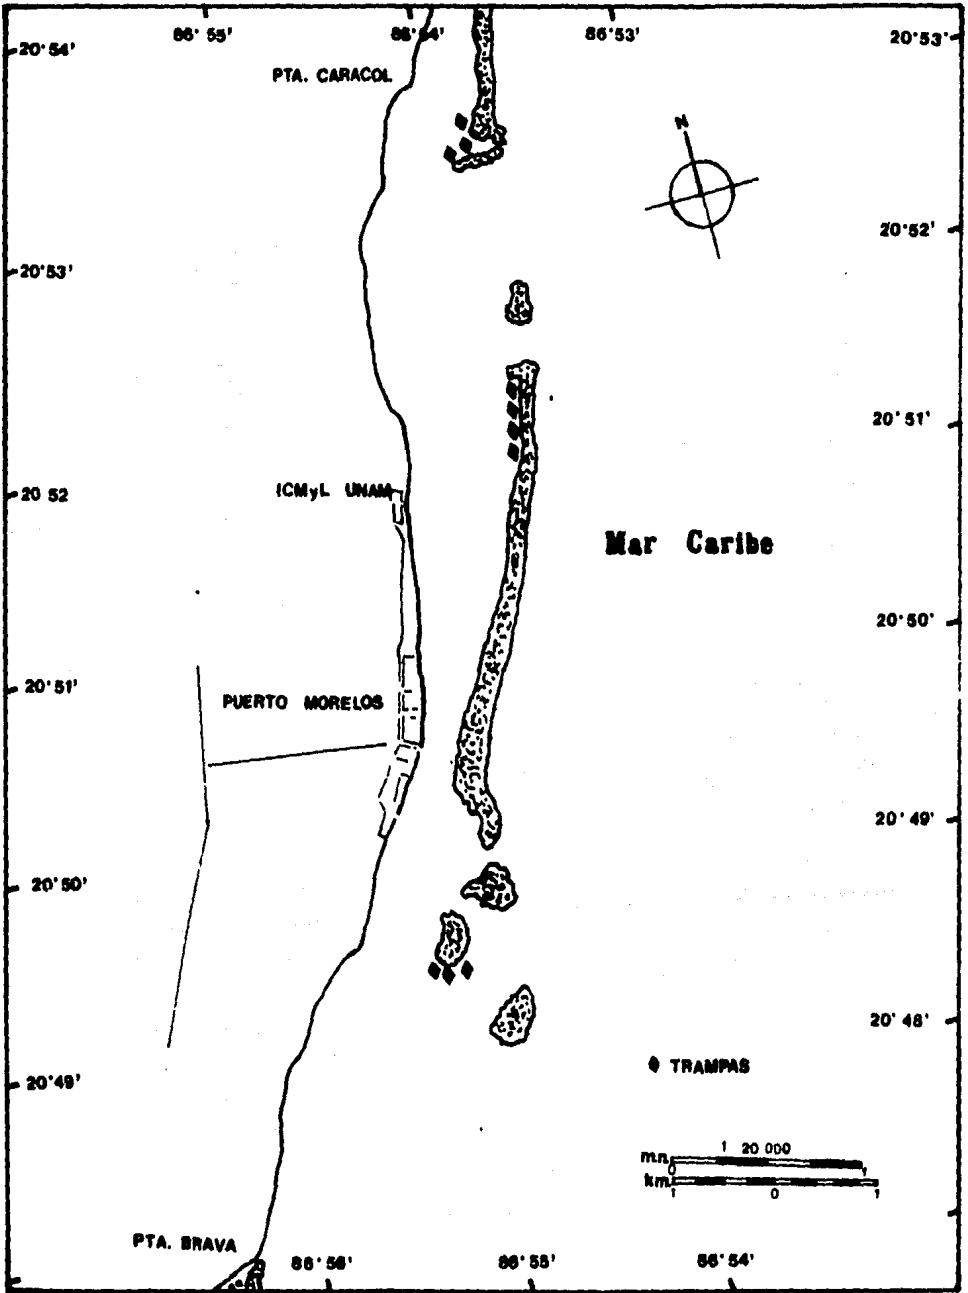 86°55'
86°54'
86°53'
20°53'
20°54'
PTA. CARACOL
N
20°52'
20°53'
20°51'
20 52
ICMyL UNAM
Mar Caribe
20°50'
20°51'
PUERTO MORELOS
20°49'
20°50'
20°48'
20°49'
TRAMPAS
1 20 000
m.n.
0 1
km.
1 0 1
PTA. BRAVA
86°56'
86°55'
86°54'